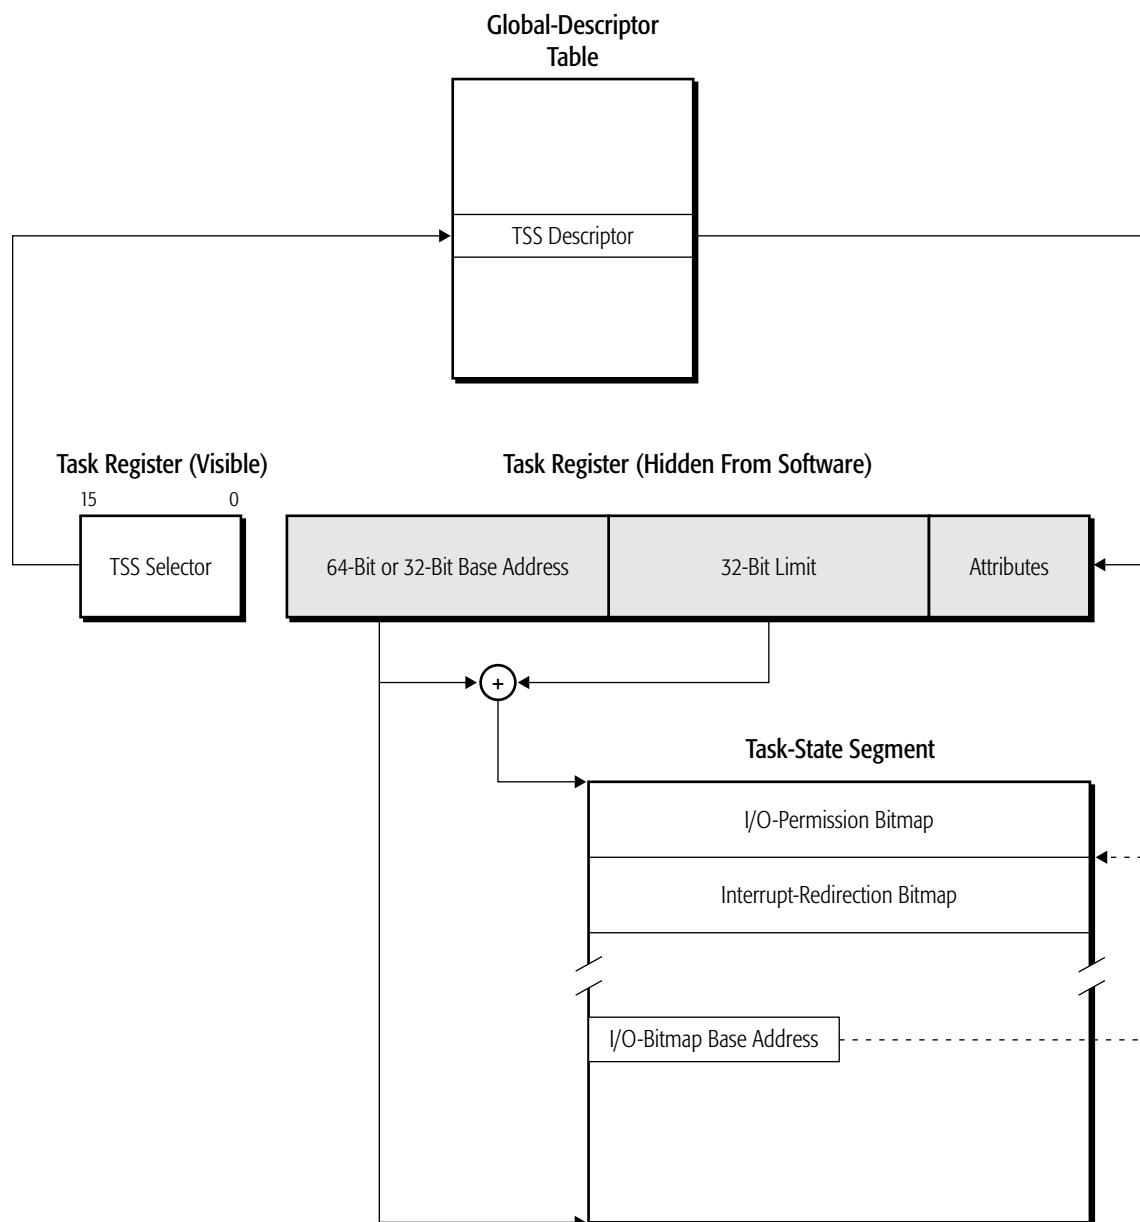 Global-Descriptor
Table
TSS Descriptor
Task Register (Visible)
Task Register (Hidden From Software)
15 0
TSS Selector
64-Bit or 32-Bit Base Address
32-Bit Limit
Attributes
+
Task-State Segment
I/O-Permission Bitmap
Interrupt-Redirection Bitmap
I/O-Bitmap Base Address